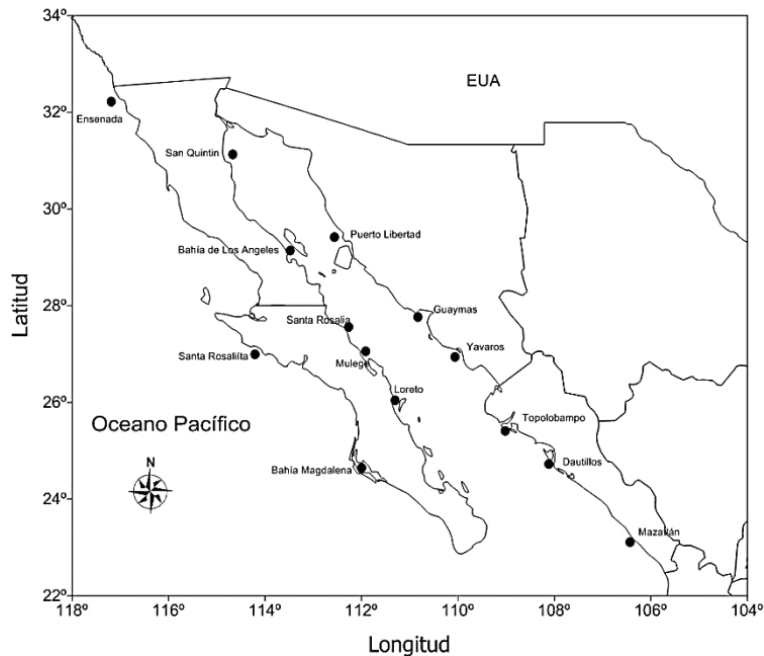 34º
EUA
32º
Ensenada
San Quintin
30º
Puerto Libertad
Bahía de Los Angeles
28º
Guaymas
Santa Rosalia
Yavaros
Santa Rosaliíta
Mulege
Loreto
26º
Topolobampo
Oceano Pacífico
Dautillos
Bahía Magdalena
N
24º
Mazatlán
22º
118º 116º 114º 112º 110º 108º 106º 104º
Latitud
Longitud